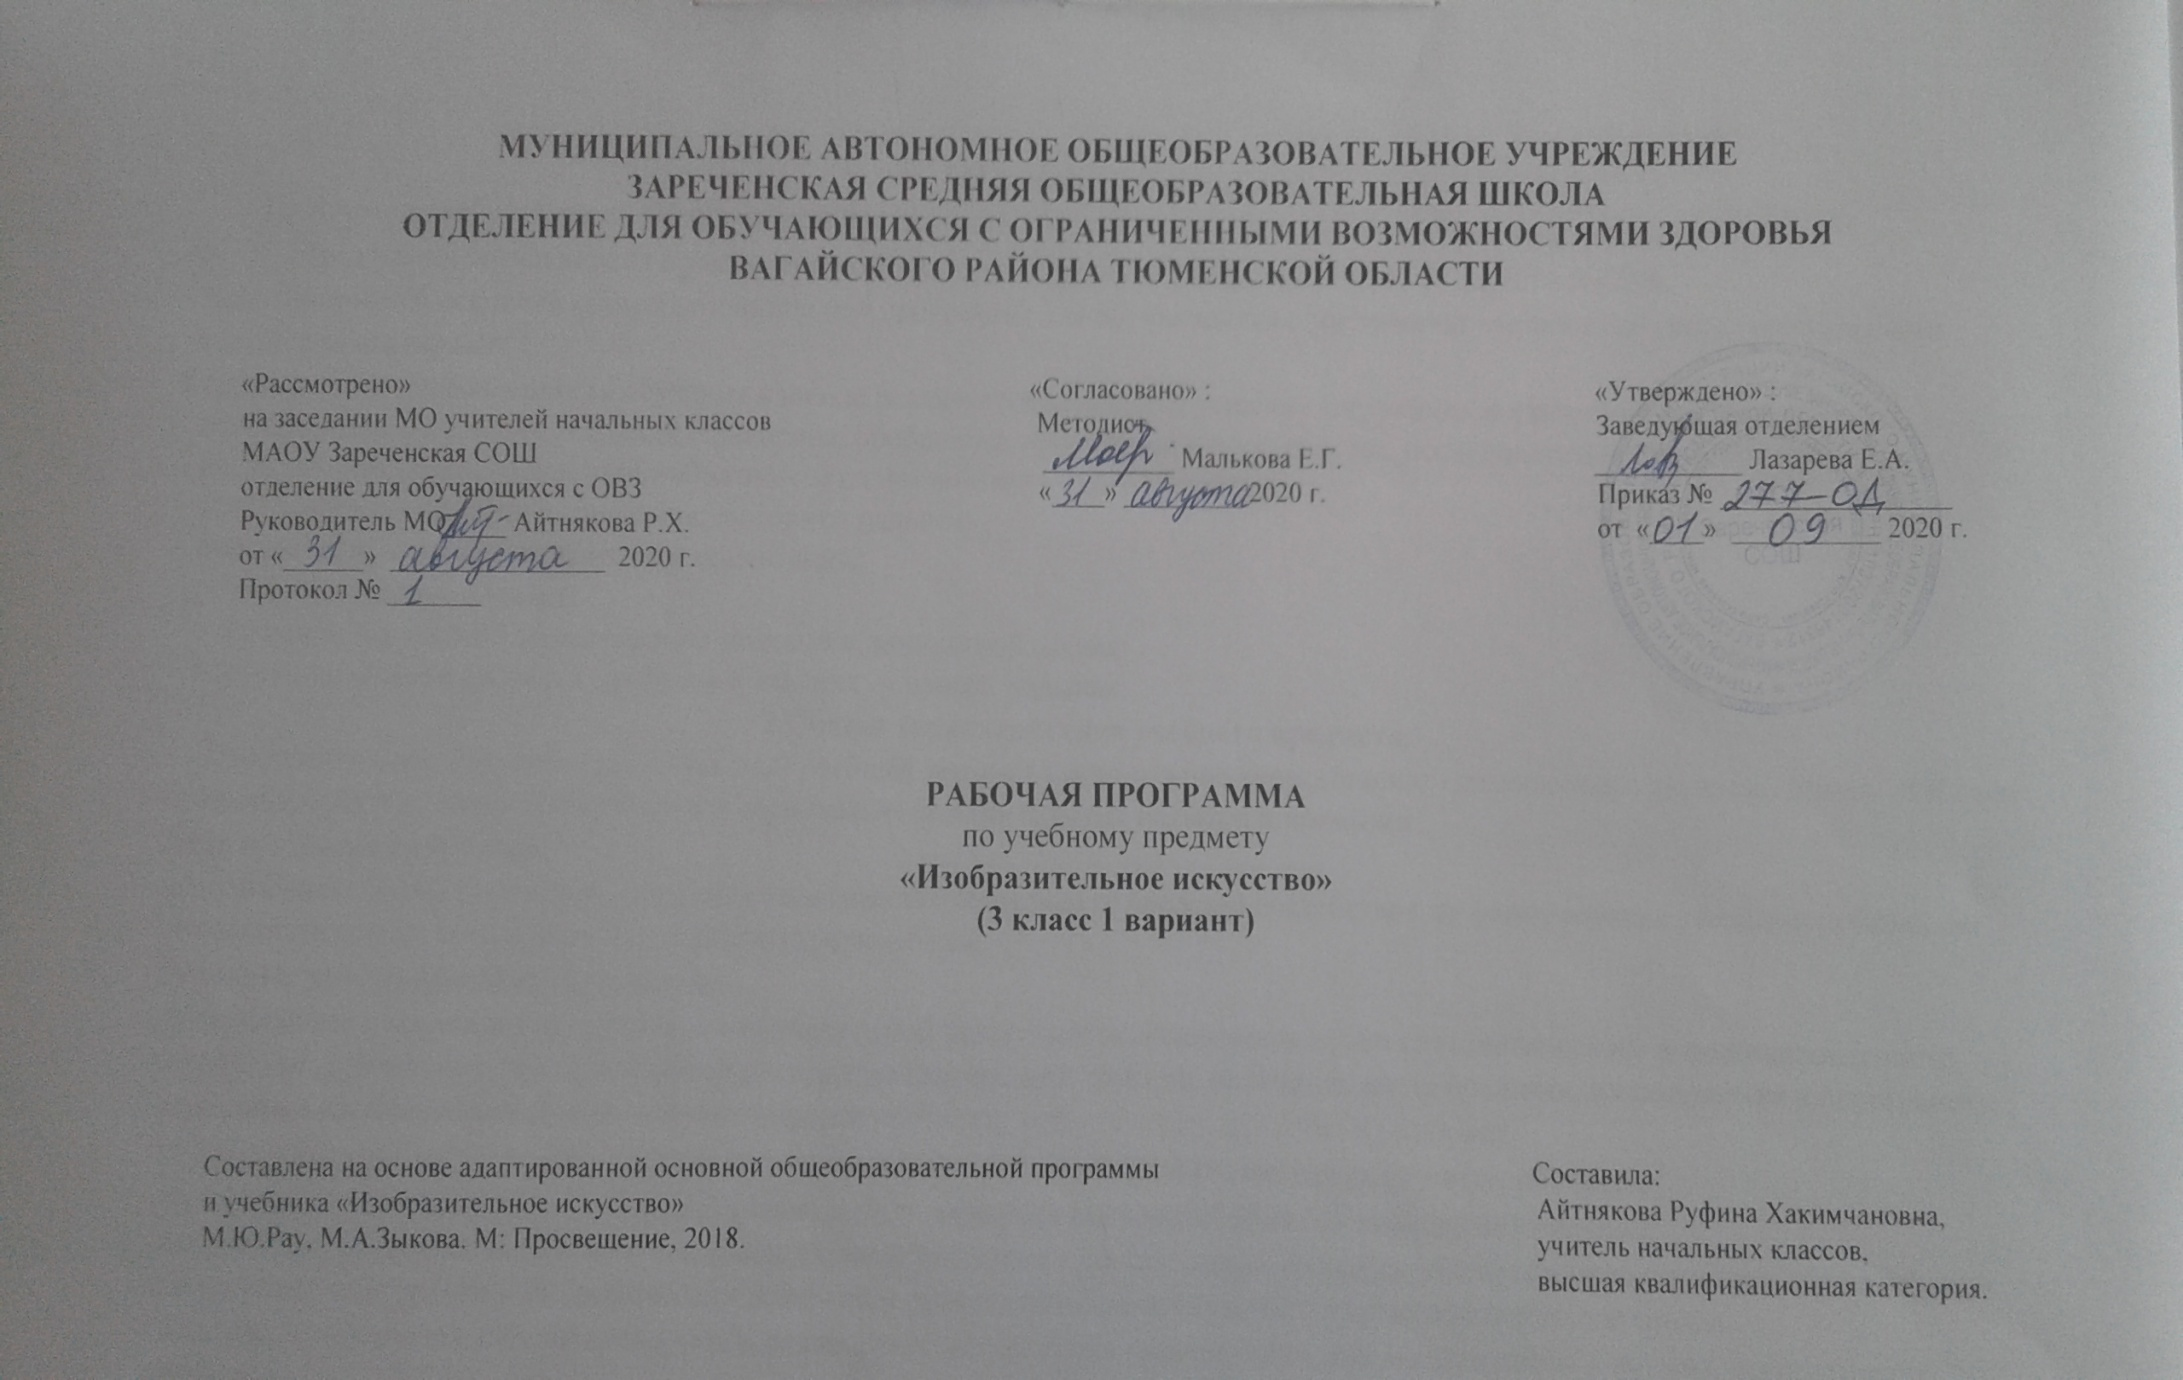 МУНИЦИПАЛЬНОЕ АВТОНОМНОЕ ОБЩЕОБРАЗОВАТЕЛЬНОЕ УЧРЕЖДЕНИЕ
ЗАРЕЧЕНСКАЯ СРЕДНЯЯ ОБЩЕОБРАЗОВАТЕЛЬНАЯ ШКОЛА
ОТДЕЛЕНИЕ ДЛЯ ОБУЧАЮЩИХСЯ С ОГРАНИЧЕННЫМИ ВОЗМОЖНОСТЯМИ ЗДОРОВЬЯ
ВАГАЙСКОГО РАЙОНА ТЮМЕНСКОЙ ОБЛАСТИ
«Рассмотрено»
на заседании МО учителей начальных классов
МАОУ Зареченская СОШ
отделение для обучающихся с ОВЗ
Руководитель МО Айтнякова Р.Х.
от «31» августа 2020 г.
Протокол № 1
«Согласовано» :
Методист
Малькова Е.Г.
«31» августа 2020 г.
«Утверждено» :
Заведующая отделением
Лазарева Е.А.
Приказ № 277-ОД
от «01» 09 2020 г.
СОШ
РАБОЧАЯ ПРОГРАММА
по учебному предмету
«Изобразительное искусство»
(3 класс 1 вариант)
Составлена на основе адаптированной основной общеобразовательной программы
и учебника «Изобразительное искусство»
М.Ю.Рау, М.А.Зыкова. М: Просвещение, 2018.
Составила:
Айтнякова Руфина Хакимчановна,
учитель начальных классов,
высшая квалификационная категория.